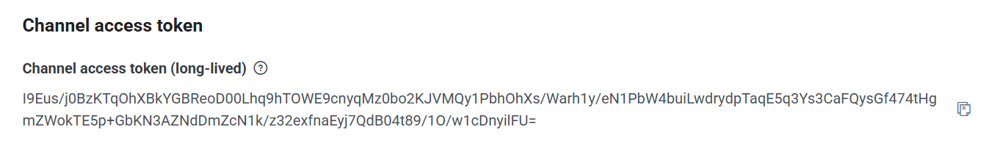 Channel access token
Channel access token (long-lived) ?
I9Eus/j0BzKTqOhXBkYGBReoD00Lhq9hTOWE9cnyqMz0bo2KJVMQy1PbhOhXs/Warh1y/eN1PbW4buiLwdrydpTaqE5q3Ys3CaFQysGf474tHg
mZWokTE5p+GbKN3AZNdDmZcN1k/z32exfnaEyj7QdB04t89/1O/w1cDnyilFU=